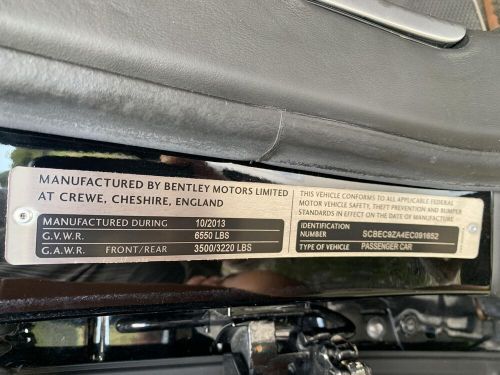 MANUFACTURED BY BENTLEY MOTORS LIMITED
AT CREWE, CHESHIRE, ENGLAND
MANUFACTURED DURING 10/2013
G.V.W.R. 6550 LBS
G.A.W.R. FRONT/REAR 3500/3220 LBS
THIS VEHICLE CONFORMS TO ALL APPLICABLE FEDERAL
MOTOR VEHICLE SAFETY, THEFT PREVENTION AND BUMPER
STANDARDS IN EFFECT ON THE DATE OF MANUFACTURE
IDENTIFICATION
NUMBER SCBEC9ZA4EC091652
TYPE OF VEHICLE PASSENGER CAR